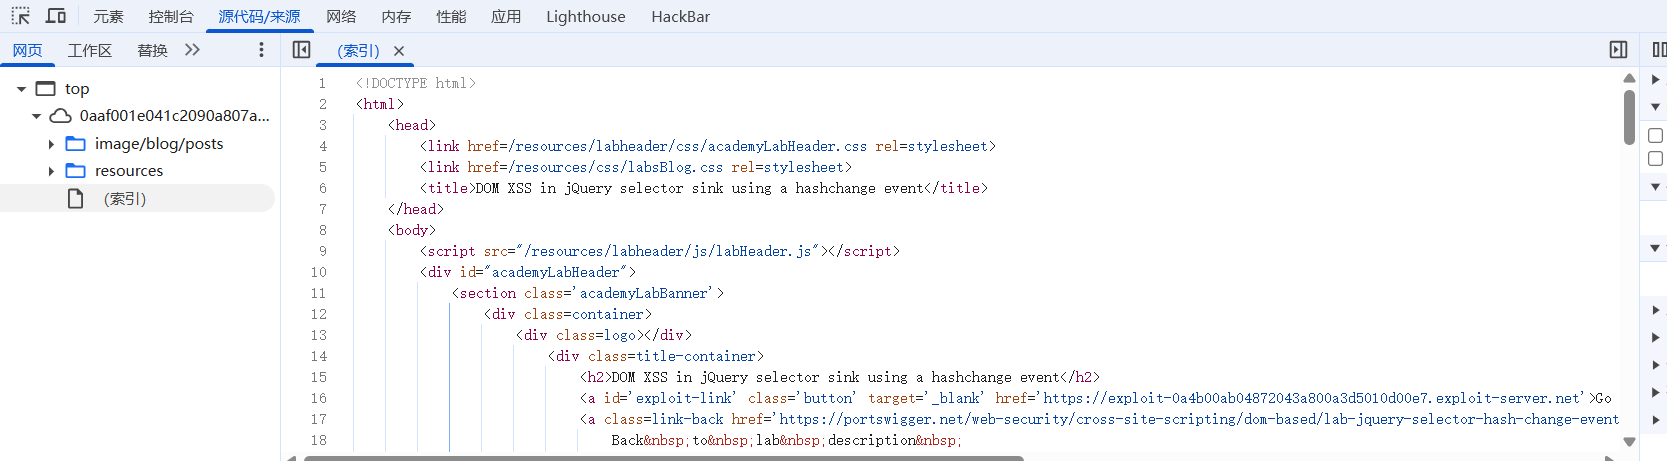 元素 控制台 源代码/来源 网络 内存 性能 应用 Lighthouse HackBar
网页 工作区 替换 (索引)
top
0aaf001e041c2090a807a...
image/blog/posts
resources
(索引)
1 <!DOCTYPE html>
2 <html>
3 <head>
4 <link href=/resources/labheader/css/academyLabHeader.css rel=stylesheet>
5 <link href=/resources/css/labsBlog.css rel=stylesheet>
6 <title>DOM XSS in jQuery selector sink using a hashchange event</title>
7 </head>
8 <body>
9 <script src="/resources/labheader/js/labHeader.js"></script>
10 <div id="academyLabHeader">
11 <section class='academyLabBanner'>
12 <div class=container>
13 <div class=logo></div>
14 <div class=title-container>
15 <h2>DOM XSS in jQuery selector sink using a hashchange event</h2>
16 <a id='exploit-link' class='button' target='_blank' href='https://exploit-0a4b00ab04872043a800a3d5010d00e7.exploit-server.net'>Go
17 <a class=link-back href='https://portswigger.net/web-security/cross-site-scripting/dom-based/lab-jquery-selector-hash-change-event
18 Back&nbsp;to&nbsp;lab&nbsp;description&nbsp;